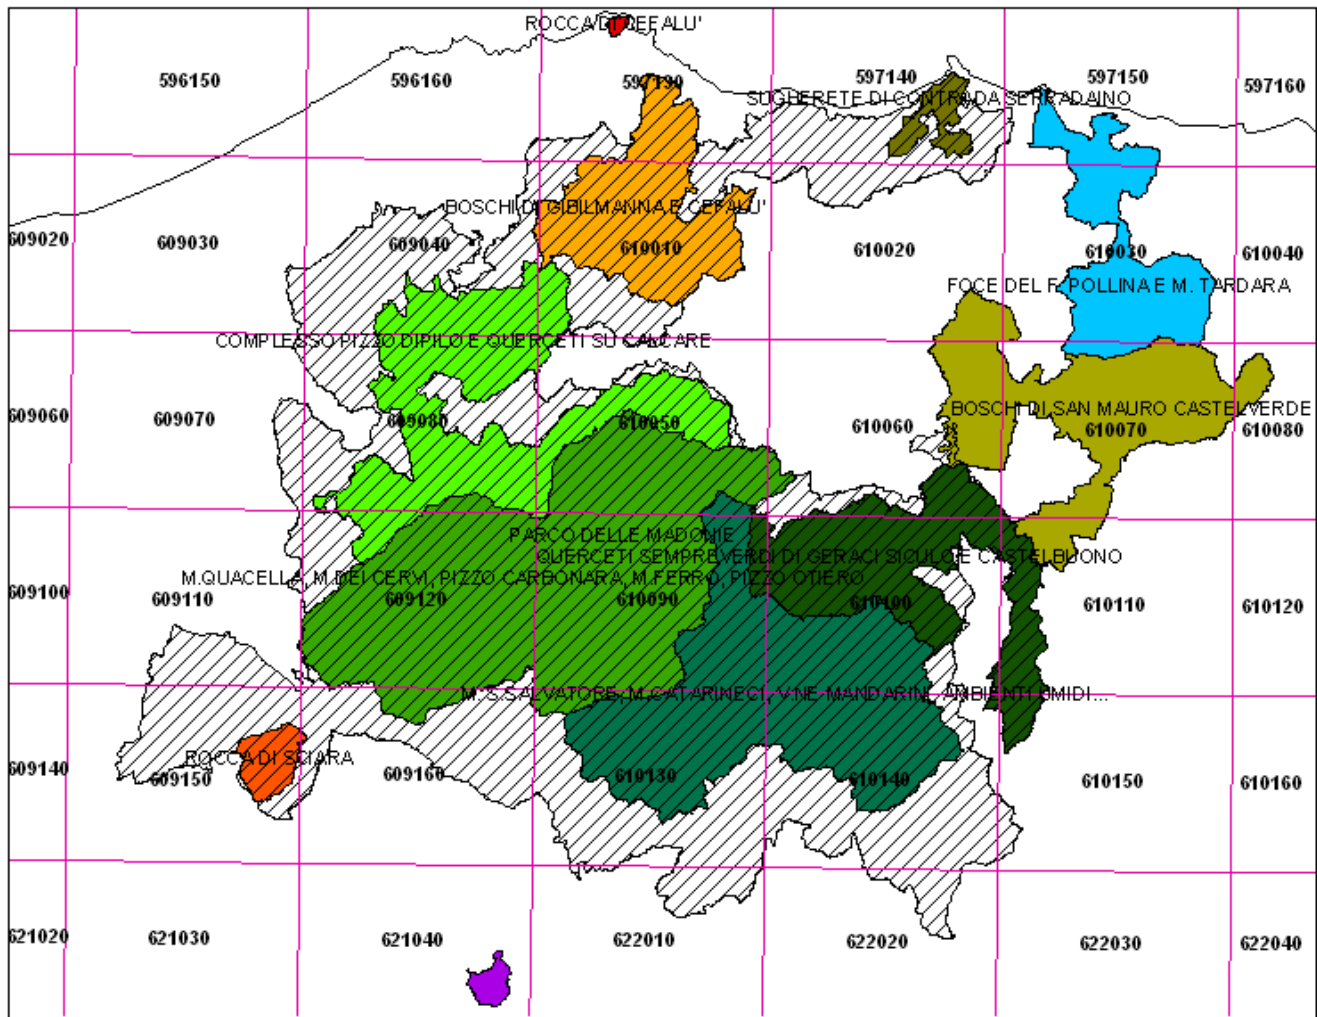 ROCCA DI CEFALU'
596150 596160 597130 597140 597150 597160
SUGHERETE DI CONTRADA SERRADAINO
BOSCHI DI GIBILMANNA E CEFALU'
609020 609030 609040 610010 610020 610030 610040
FOCE DEL F. POLLINA E M. TARDARA
COMPLESSO PIZZO DIPILO E QUERCETI SU CALCARE
BOSCHI DI SAN MAURO CASTELVERDE
609060 609070 609080 610050 610060 610070 610080
PARCO DELLE MADONIE
QUERCETI SEMPREVERDI DI GERACI SICULO E CASTELBUONO
M.QUACELLA, M.DEI CERVI, PIZZO CARBONARA, M.FERRO, PIZZO OTIERO
609100 609110 609120 610090 610100 610110 610120
M. S.SALVATORE, M.CATARINECI, V.NE MANDARINI, AMBIENTI UMIDI...
ROCCA DI SCIARA
609140 609150 609160 610130 610140 610150 610160
621020 621030 621040 622010 622020 622030 622040